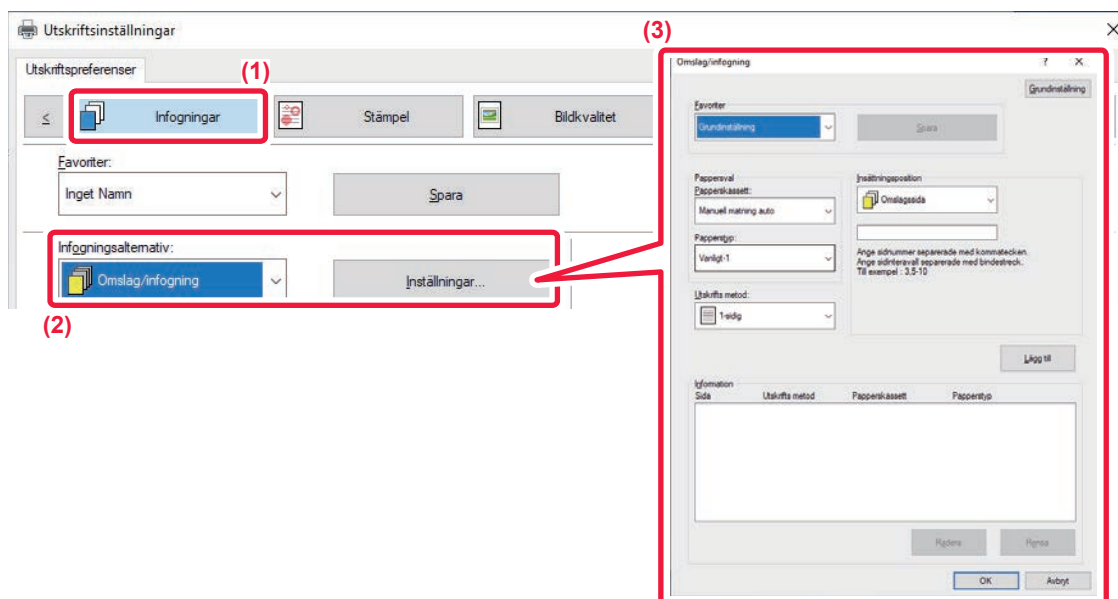 Utskriftsinställningar
Utskriftspreferenser
(1)
< Infogningar Stämpel Bildkvalitet
Favoriter:
Inget Namn Spara
Infogningsalternativ:
Omslag/infogning Inställningar...
(2)
(3)
Omslag/infogning ? X
Grundinställning
Favoriter
Grundinställning Spara
Pappersval
Papperskassett:
Manuell matning auto
Papperstyp:
Vanligt-1
Utskrifts metod:
1-sidig
Insättningsposition
Omslagssida
Ange sidnummer separerade med kommatecken.
Ange sidinteravall separerade med bindestreck.
Till exempel : 3,5-10
Lägg till
Information
Sida Utskrifts metod Papperskassett Papperstyp
Radera Rensa
OK Avbryt